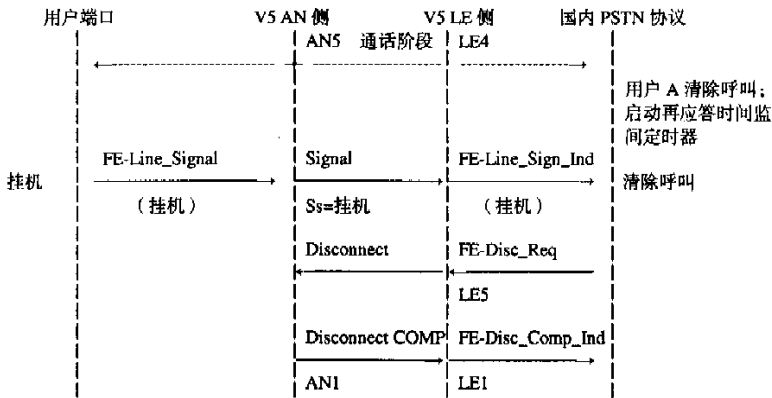 用户端口 V5 AN 侧 V5 LE 侧 国内 PSTN 协议
AN5 通话阶段 LE4
用户 A 清除呼叫；
启动再应答时间监
间定时器
FE-Line_Signal Signal FE-Line_Sign_Ind
挂机 清除呼叫
（挂机） Ss=挂机 （挂机）
Disconnect FE-Disc_Req
LE5
Disconnect COMP FE-Disc_Comp_Ind
AN1 LE1